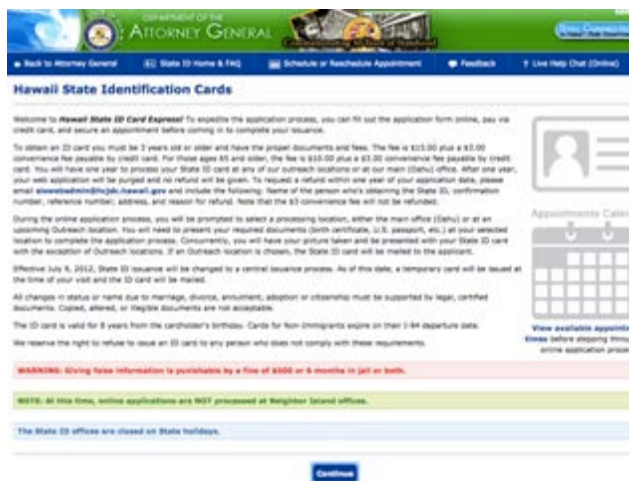 DEPARTMENT OF THE
ATTORNEY GENERAL
Back to Attorney General
State ID Home & FAQ
Schedule or Reschedule Appointment
Feedback
? Live Help Chat (Online)
Hawaii State Identification Cards
Welcome to Hawaii State ID Card Express! To expedite the application process, you can fill out the application form online, pay via
credit card, and secure an appointment before coming in to complete your issuance.
To obtain an ID card you must be 3 years old or older and have the proper documents and fees. The fee is $15.00 plus a $3.00
convenience fee payable by credit card. For those ages 65 and older, the fee is $10.00 plus a $3.00 convenience fee payable by credit
card. You will have one year to process your State ID card at any of our outreach locations or at our main (Oahu) office. After one year,
your web application will be purged and no refund will be given. To request a refund within one year of your application date, please
email and include the following: Name of the person who's obtaining the State ID, confirmation
number, reference number, address, and reason for refund. Note that the $3 convenience fee will not be refunded.
During the online application process, you will be prompted to select a processing location, either the main office (Oahu) or at an
upcoming Outreach location. You will need to present your required documents (birth certificate, U.S. passport, etc.) at your selected
location to complete the application process. Concurrently, you will have your picture taken and be presented with your State ID card
with the exception of Outreach locations. If an Outreach location is chosen, the State ID card will be mailed to the applicant.
Effective July 9, 2012, State ID issuance will be changed to a central issuance process. As of this date, a temporary card will be issued at
the time of your visit and the ID card will be mailed.
All changes in status or name due to marriage, divorce, annulment, adoption or citizenship must be supported by legal, certified
documents. Copied, altered, or illegible documents are not acceptable.
The ID card is valid for 8 years from the cardholder's birthday. Cards for Non-Immigrants expire on their I-94 departure date.
We reserve the right to refuse to issue an ID card to any person who does not comply with these requirements.
WARNING: Giving false information is punishable by a fine of $500 or 6 months in jail or both.
NOTE: At this time, online applications are NOT processed at Neighbor Island offices.
The State ID offices are closed on State holidays.
Continue
Appointments Calen
View available appoint
times before stepping throu
online application proce